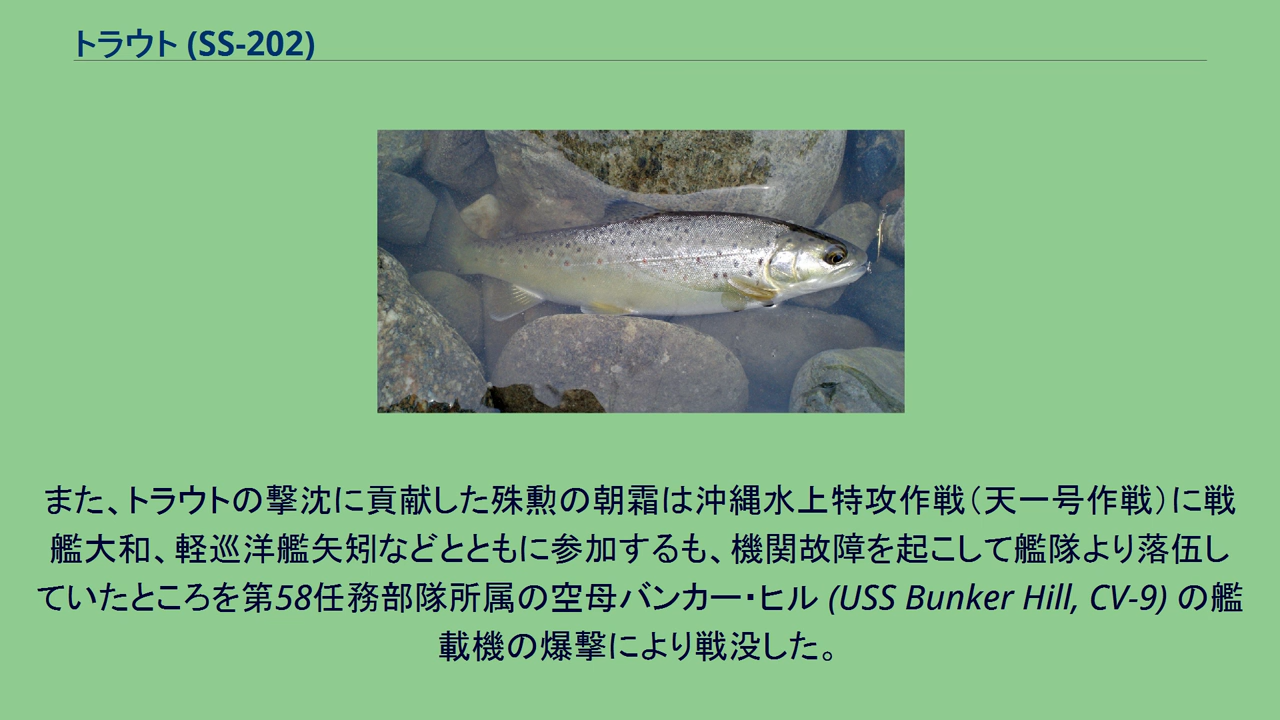 トラウト (SS-202)
また、トラウトの撃沈に貢献した殊勲の朝霜は沖縄水上特攻作戦（天一号作戦）に戦
艦大和、軽巡洋艦矢矧などとともに参加するも、機関故障を起こして艦隊より落伍し
ていたところを第58任務部隊所属の空母バンカー・ヒル (USS Bunker Hill, CV-9) の艦
載機の爆撃により戦没した。